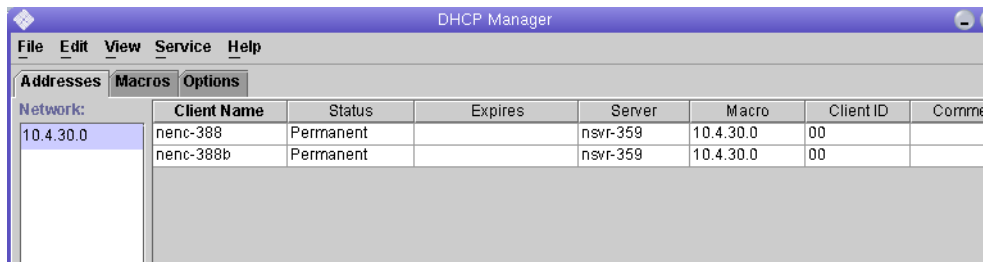 DHCP Manager
File Edit View Service Help
Addresses Macros Options
Network:
10.4.30.0
Client Name Status Expires Server Macro Client ID Comme
nenc-388 Permanent nsvr-359 10.4.30.0 00
nenc-388b Permanent nsvr-359 10.4.30.0 00